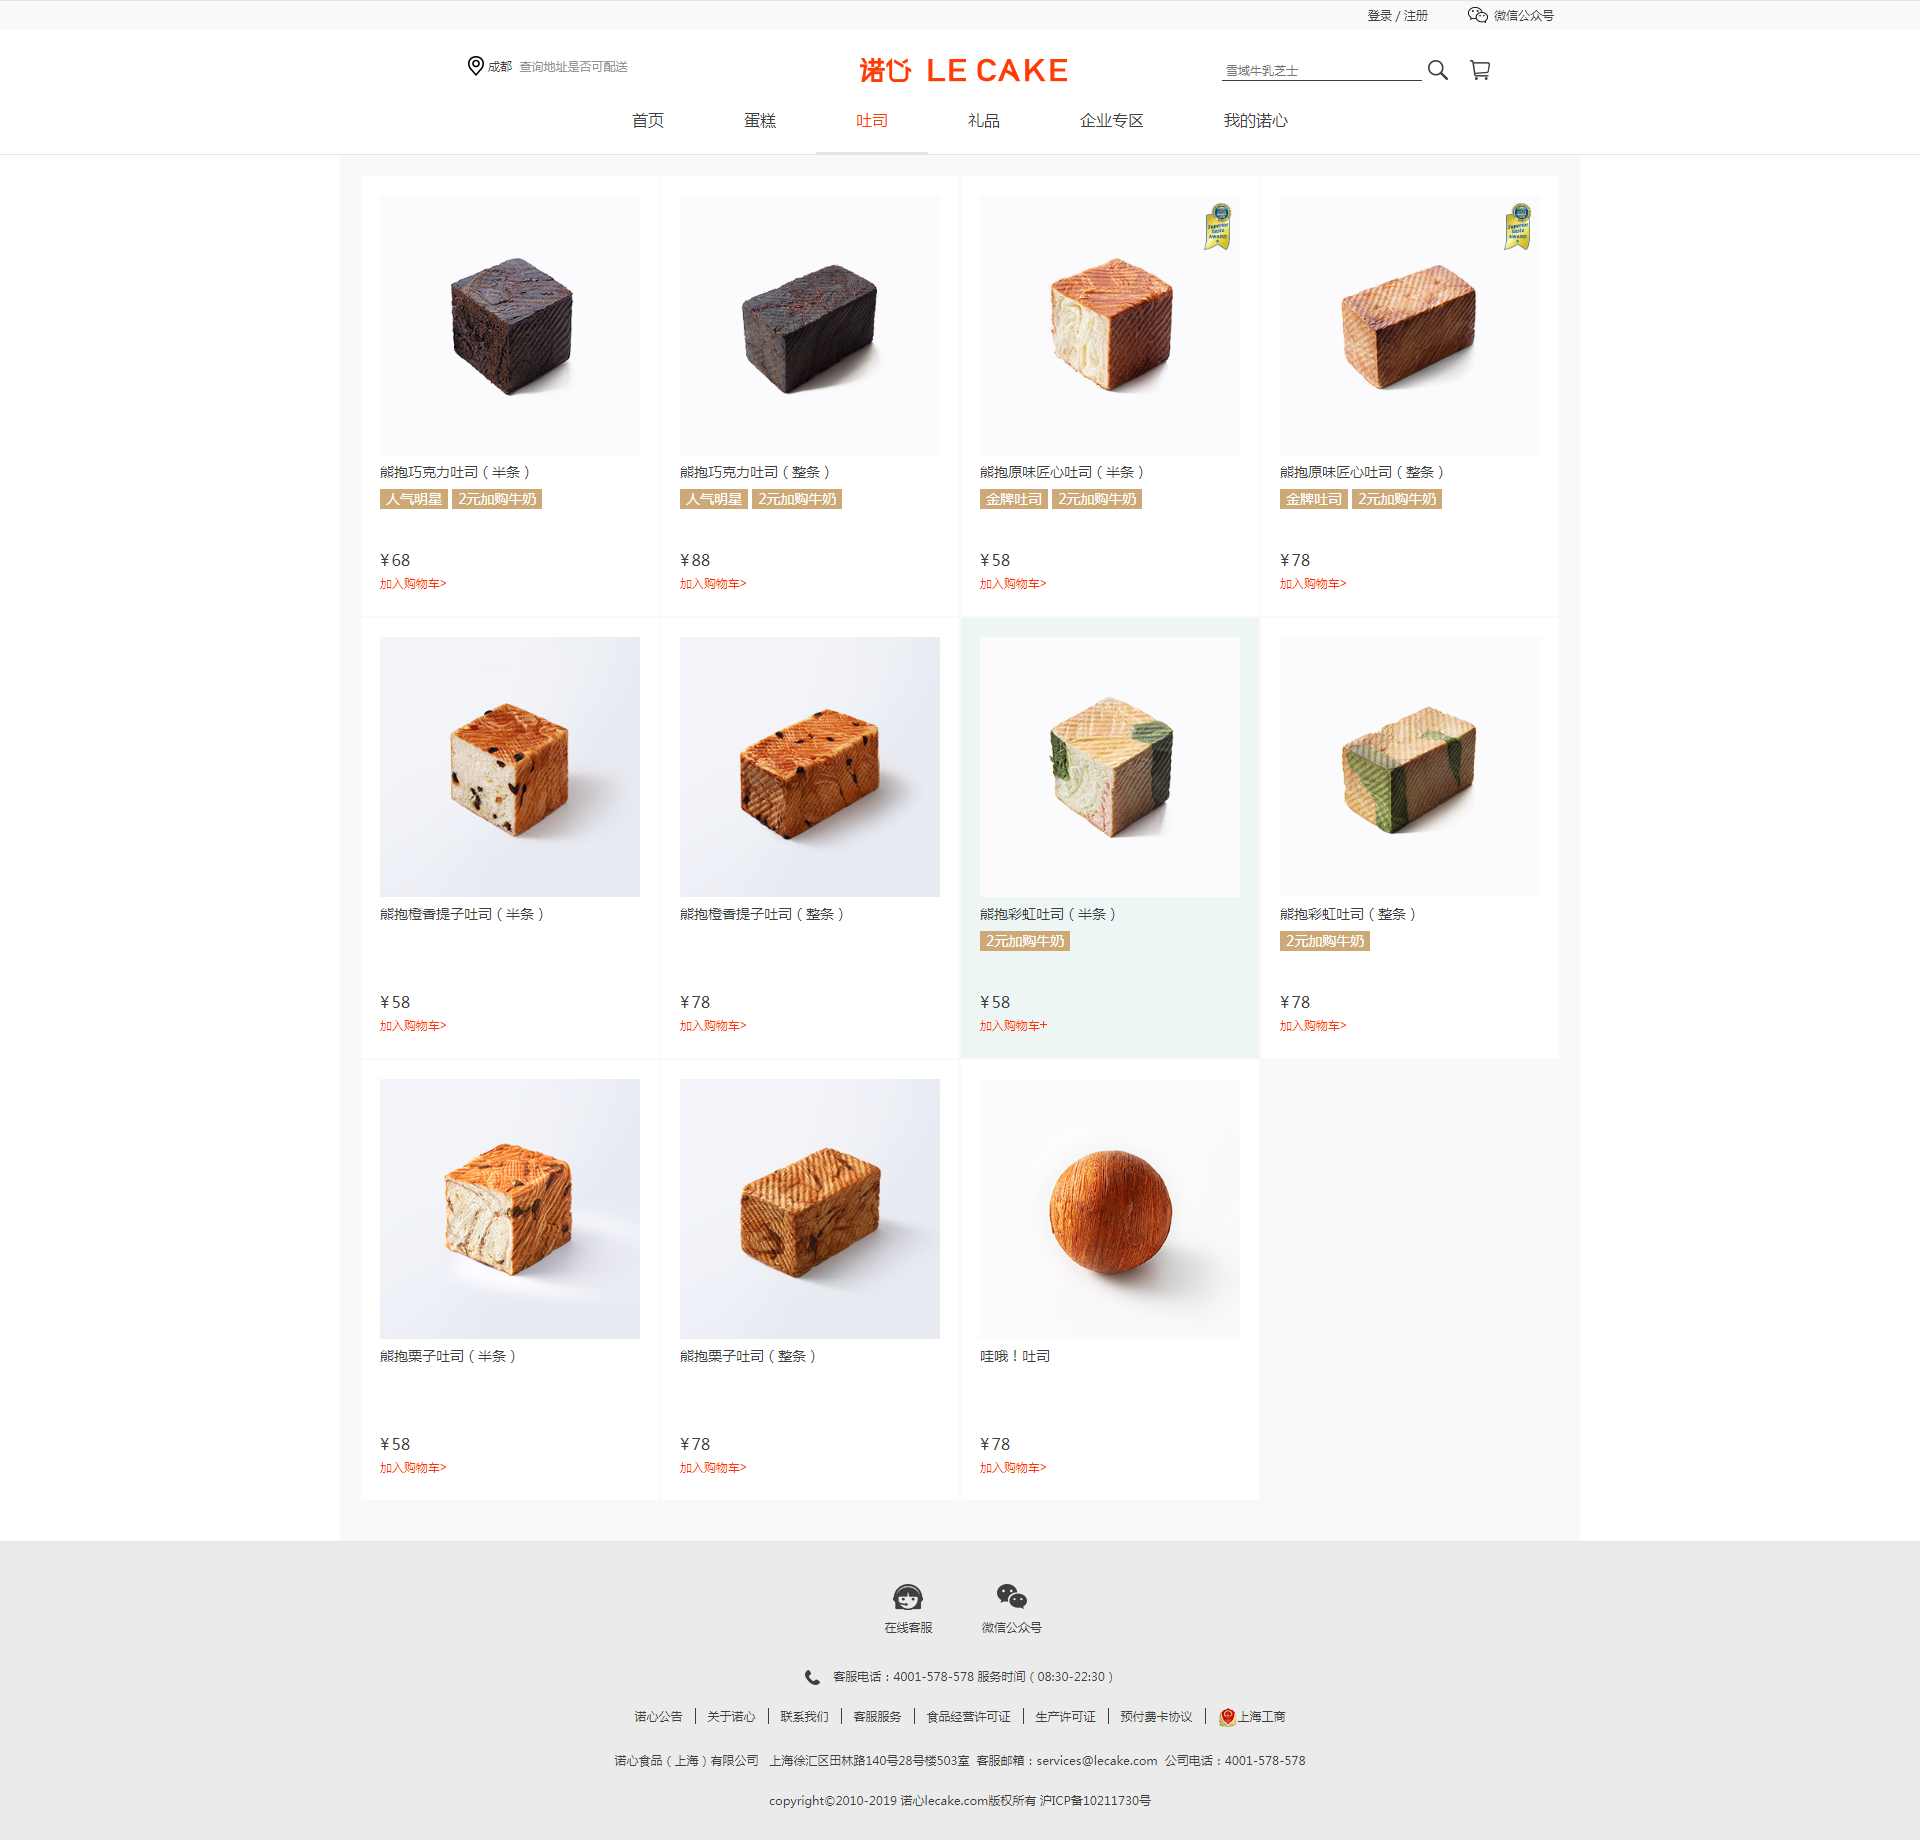 登录 / 注册
微信公众号
成都 查询地址是否可配送
诺心 LE CAKE
雪域牛乳芝士
首页 蛋糕 吐司 礼品 企业专区 我的诺心
Superior taste AWARD
Superior taste AWARD
熊抱巧克力吐司（半条）
人气明星 2元加购牛奶
¥68
加入购物车>
熊抱巧克力吐司（整条）
人气明星 2元加购牛奶
¥88
加入购物车>
熊抱原味匠心吐司（半条）
金牌吐司 2元加购牛奶
¥58
加入购物车>
熊抱原味匠心吐司（整条）
金牌吐司 2元加购牛奶
¥78
加入购物车>
熊抱橙香提子吐司（半条）
¥58
加入购物车>
熊抱橙香提子吐司（整条）
¥78
加入购物车>
熊抱彩虹吐司（半条）
2元加购牛奶
¥58
加入购物车+
熊抱彩虹吐司（整条）
2元加购牛奶
¥78
加入购物车>
熊抱栗子吐司（半条）
¥58
加入购物车>
熊抱栗子吐司（整条）
¥78
加入购物车>
哇哦！吐司
¥78
加入购物车>
在线客服
微信公众号
客服电话：4001-578-578 服务时间（08:30-22:30）
诺心公告 关于诺心 联系我们 客服服务 食品经营许可证 生产许可证 预付费卡协议 上海工商
诺心食品（上海）有限公司 上海徐汇区田林路140号28号楼503室 客服邮箱：services@lecake.com 公司电话：4001-578-578
copyright©2010-2019 诺心lecake.com版权所有 沪ICP备10211730号